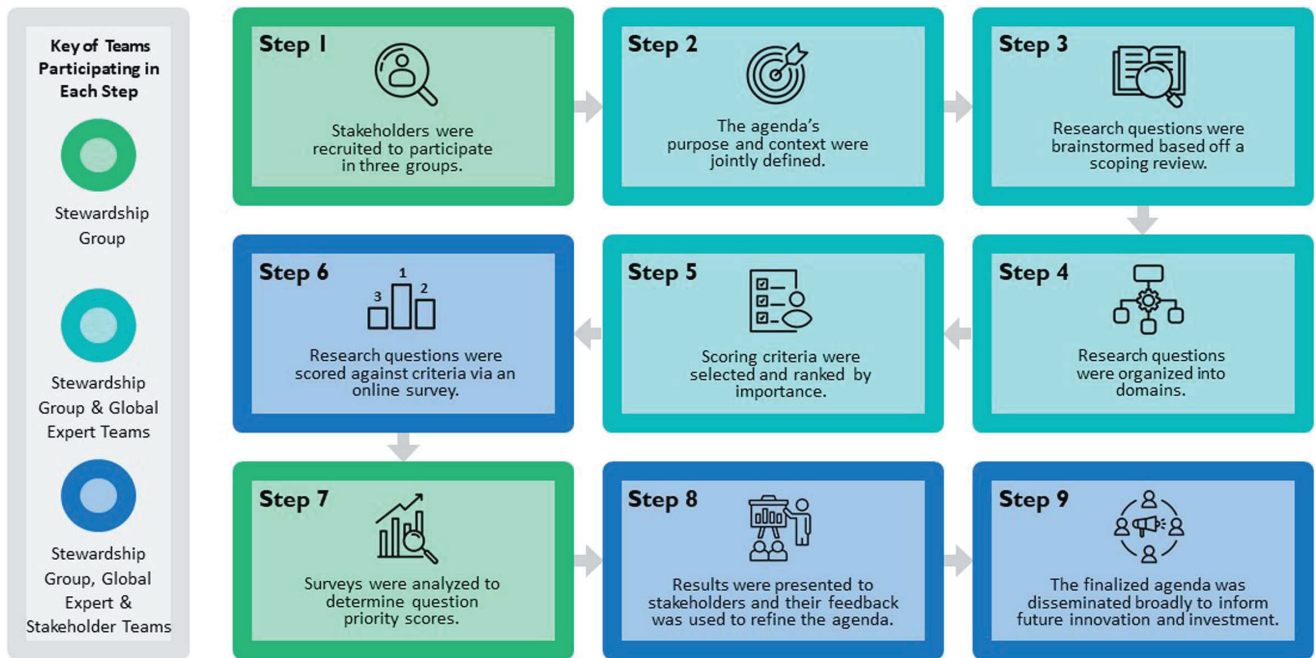 Key of Teams
Participating in
Each Step
Stewardship
Group
Stewardship
Group & Global
Expert Teams
Stewardship
Group, Global
Expert &
Stakeholder Teams
Step 1
Stakeholders were
recruited to participate
in three groups.
Step 2
The agenda's
purpose and context were
jointly defined.
Step 3
Research questions were
brainstormed based off a
scoping review.
Step 4
Research questions
were organized into
domains.
Step 5
Scoring criteria were
selected and ranked by
importance.
Step 6
3 1 2
Research questions were
scored against criteria via an
online survey.
Step 7
Surveys were analyzed to
determine question
priority scores.
Step 8
Results were presented to
stakeholders and their feedback
was used to refine the agenda.
Step 9
The finalized agenda was
disseminated broadly to inform
future innovation and investment.